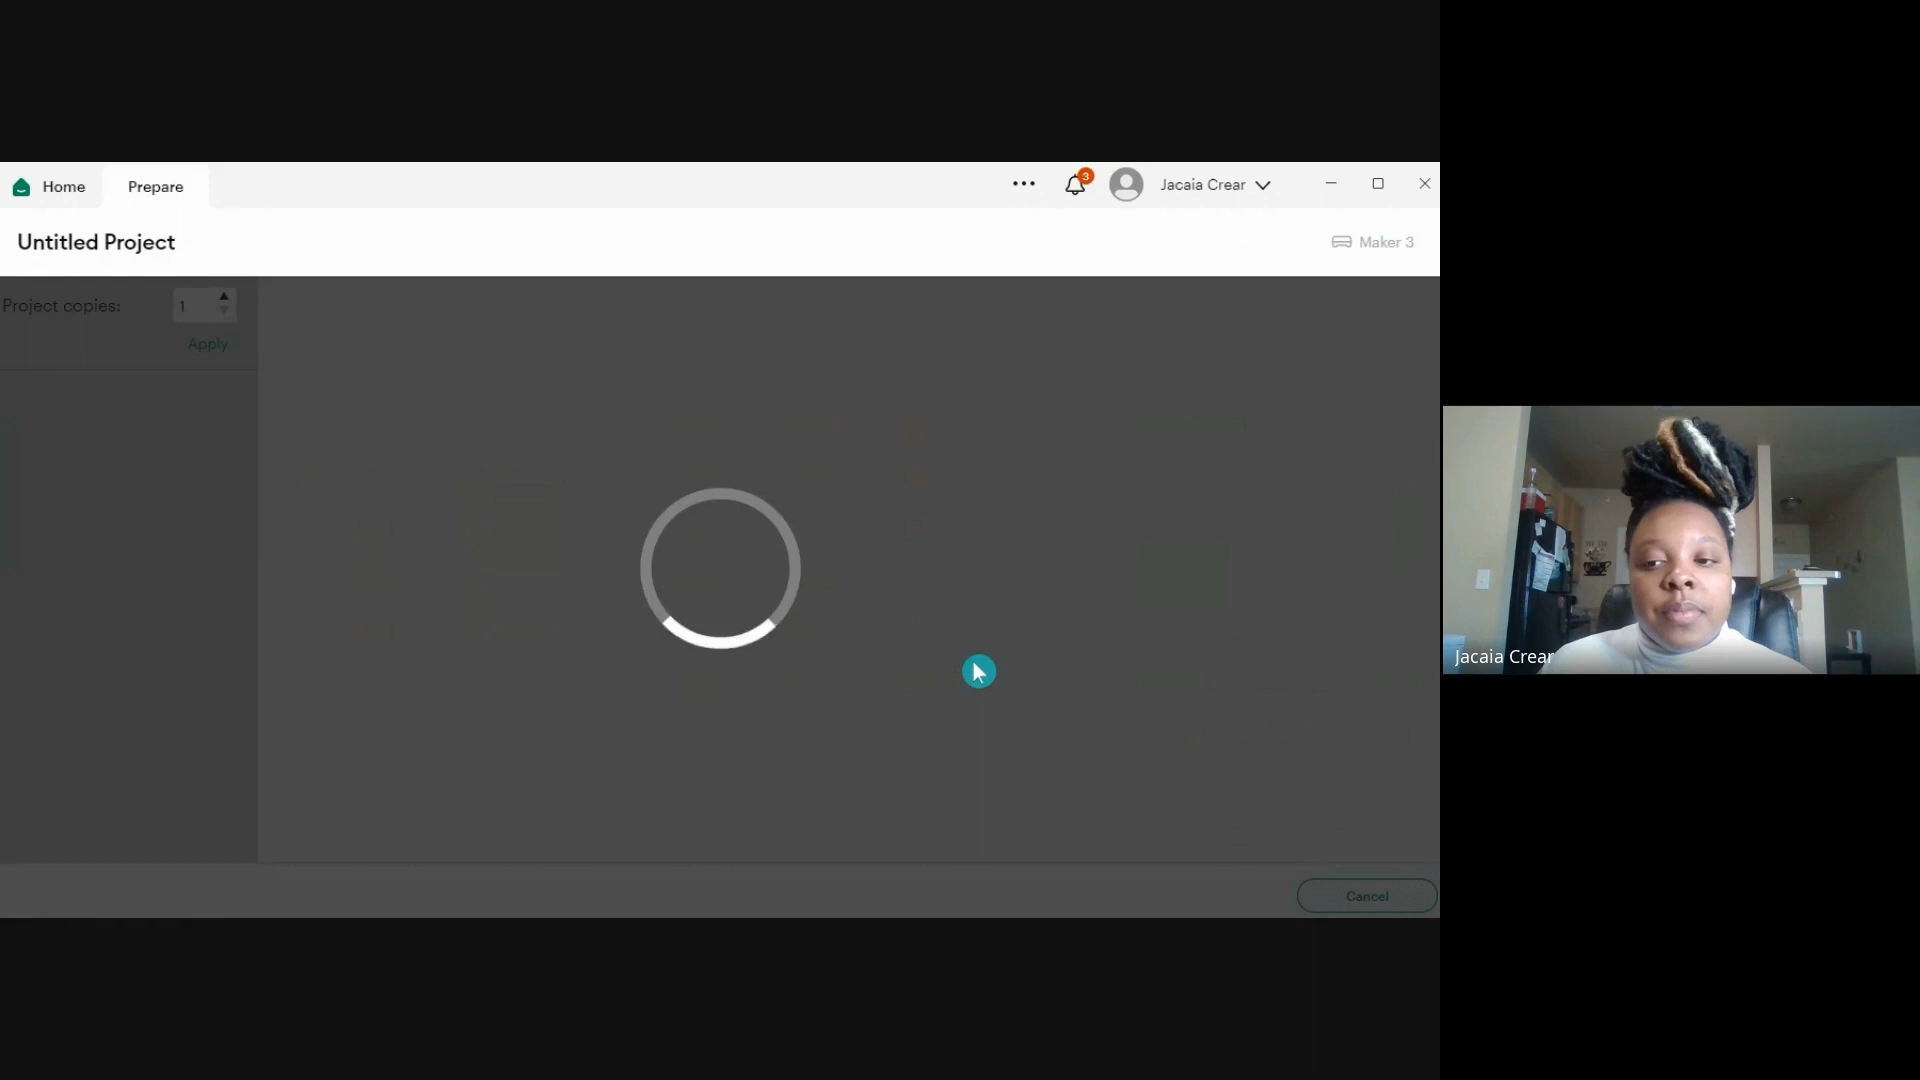 Home
Prepare
3
Jacaia Crear
Untitled Project
Maker 3
Project copies:
1
Apply
Cancel
Jacaia Crear